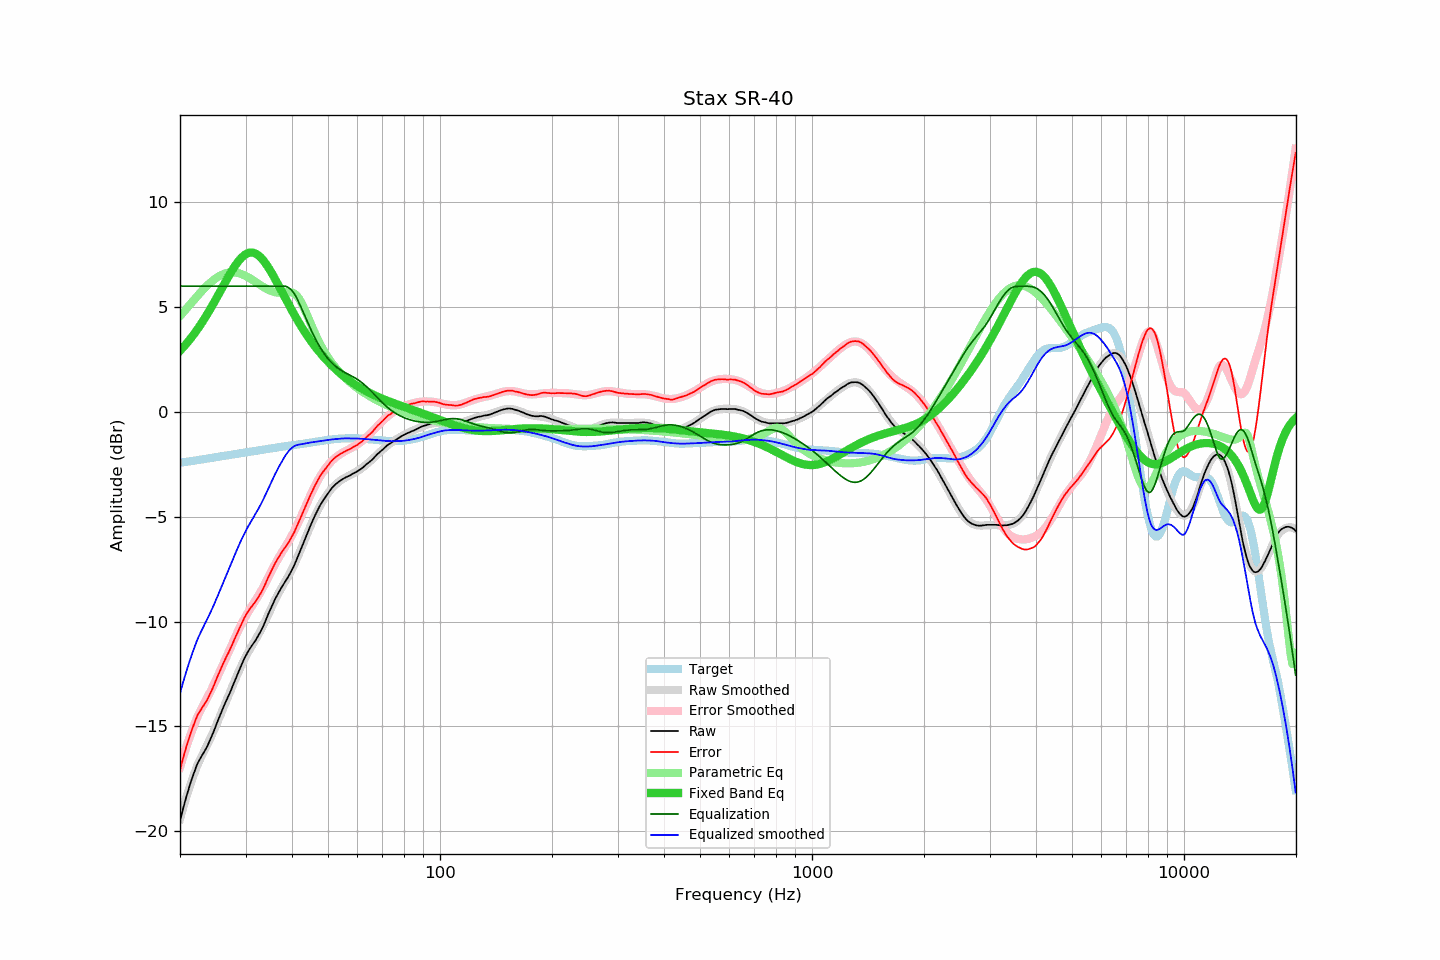 Stax SR-40
Amplitude (dBr)
10
5
0
−5
−10
−15
−20
Target
Raw Smoothed
Error Smoothed
Raw
Error
Parametric Eq
Fixed Band Eq
Equalization
Equalized smoothed
100
1000
10000
Frequency (Hz)